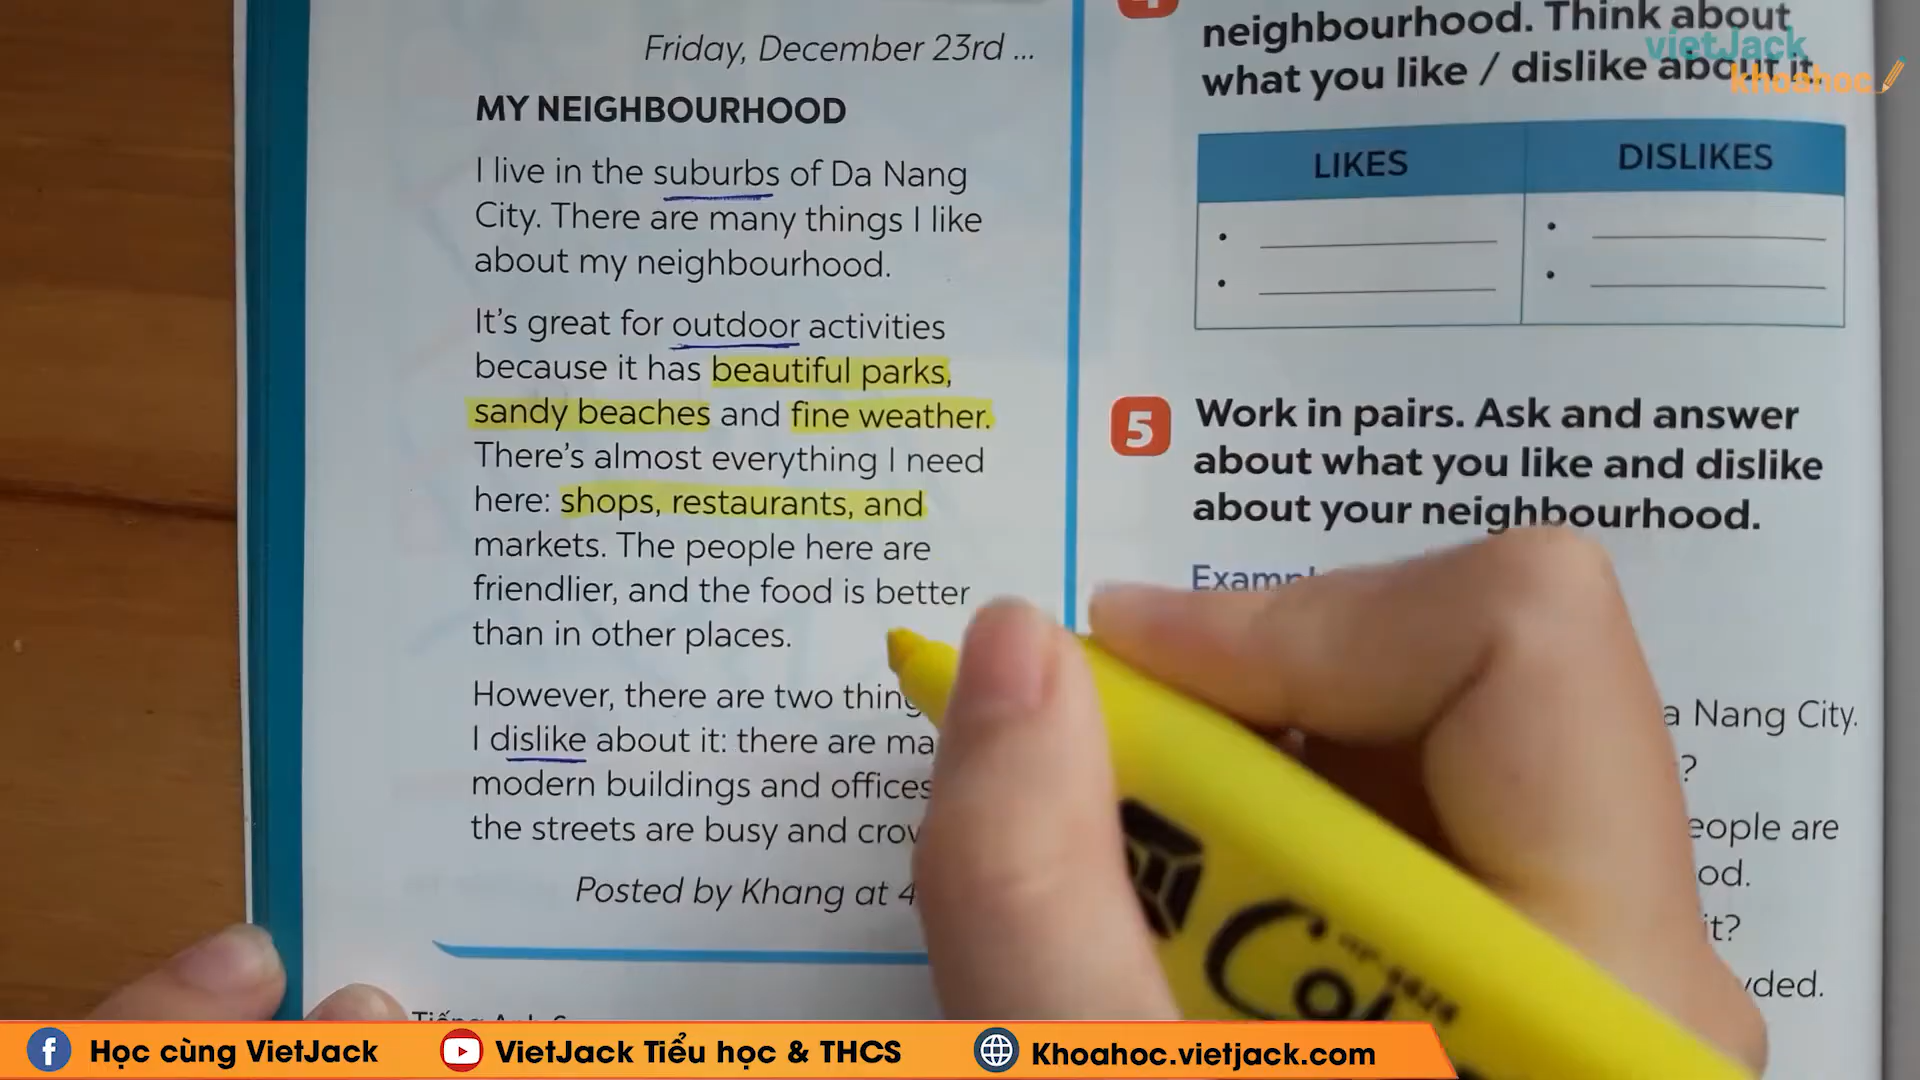 Friday, December 23rd ...
MY NEIGHBOURHOOD
I live in the suburbs of Da Nang
City. There are many things I like
about my neighbourhood.
It's great for outdoor activities
because it has beautiful parks,
sandy beaches and fine weather.
There's almost everything I need
here: shops, restaurants, and
markets. The people here are
friendlier, and the food is better
than in other places.
However, there are two
I dislike about it: there are
modern buildings and offices
the streets are busy and
Posted by Khang at 4
neighbourhood. Think about
what you like / dislike about it.
LIKES
DISLIKES
5
Work in pairs. Ask and answer
about what you like and dislike
about your neighbourhood.
Nang City.
?
are
it?
vietJack
khoahoc
Học cùng VietJack
VietJack Tiểu học & THCS
Khoahoc.vietjack.com